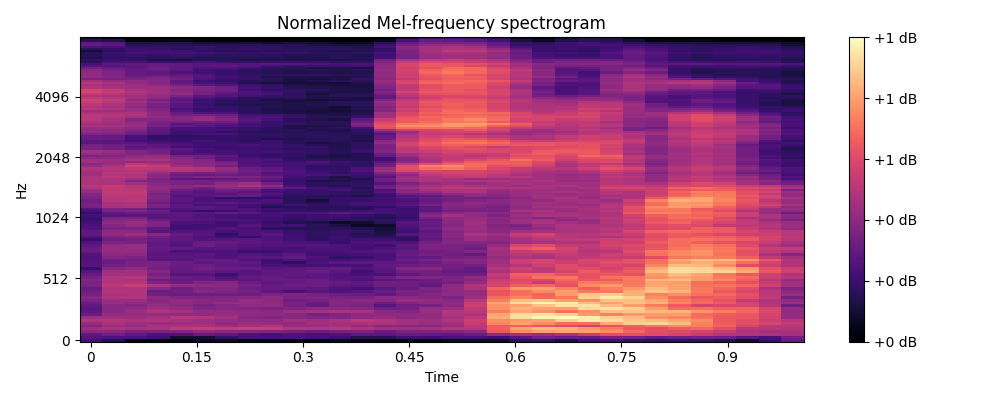 Normalized Mel-frequency spectrogram
Hz
4096
2048
1024
512
0
0 0.15 0.3 0.45 0.6 0.75 0.9
Time
+1 dB
+1 dB
+1 dB
+0 dB
+0 dB
+0 dB